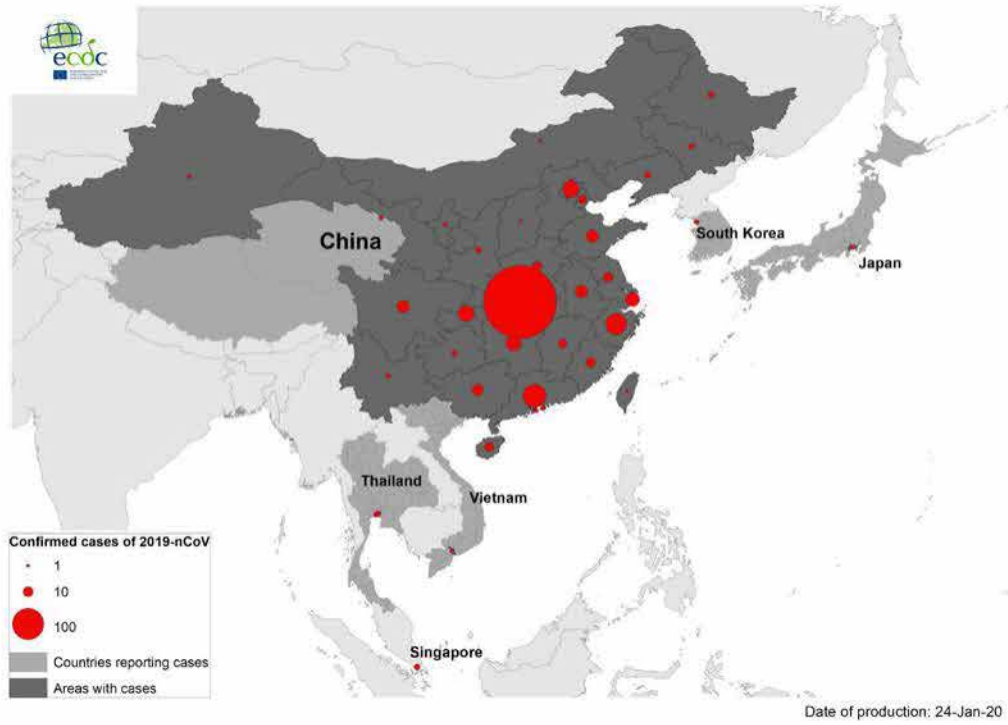 ecdc
China
South Korea
Japan
Thailand
Vietnam
Singapore
Confirmed cases of 2019-nCoV
1
10
100
Countries reporting cases
Areas with cases
Date of production: 24-Jan-20